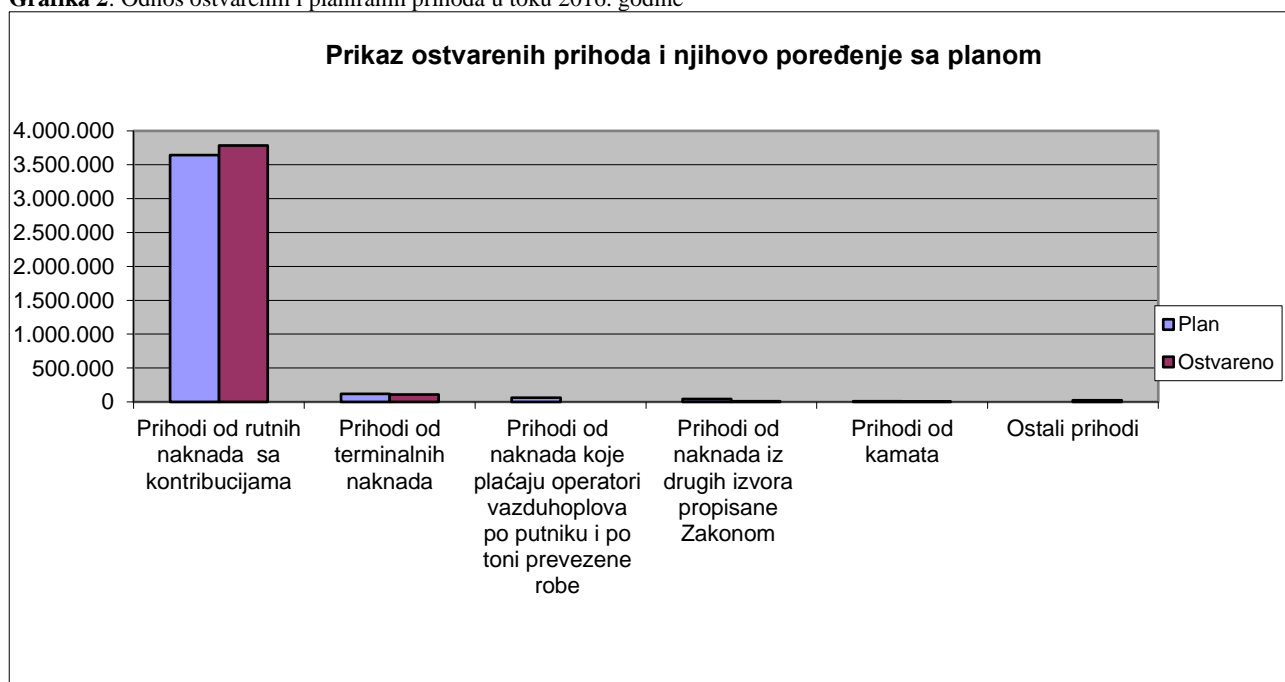 Grafika 2: Odnos ostvarenih i planiranih prihoda u toku 2016. godine
Prikaz ostvarenih prihoda i njihovo poređenje sa planom
4.000.000
3.500.000
3.000.000
2.500.000
2.000.000
1.500.000
1.000.000
500.000
0
Prihodi od rutnih
naknada sa
kontribucijama
Prihodi od
terminalnih
naknada
Prihodi od
naknada koje
plaćaju operatori
vazduhoplova
po putniku i po
toni prevezene
robe
Prihodi od
naknada iz
drugih izvora
propisane
Zakonom
Prihodi od
kamata
Ostali prihodi
Plan
Ostvareno